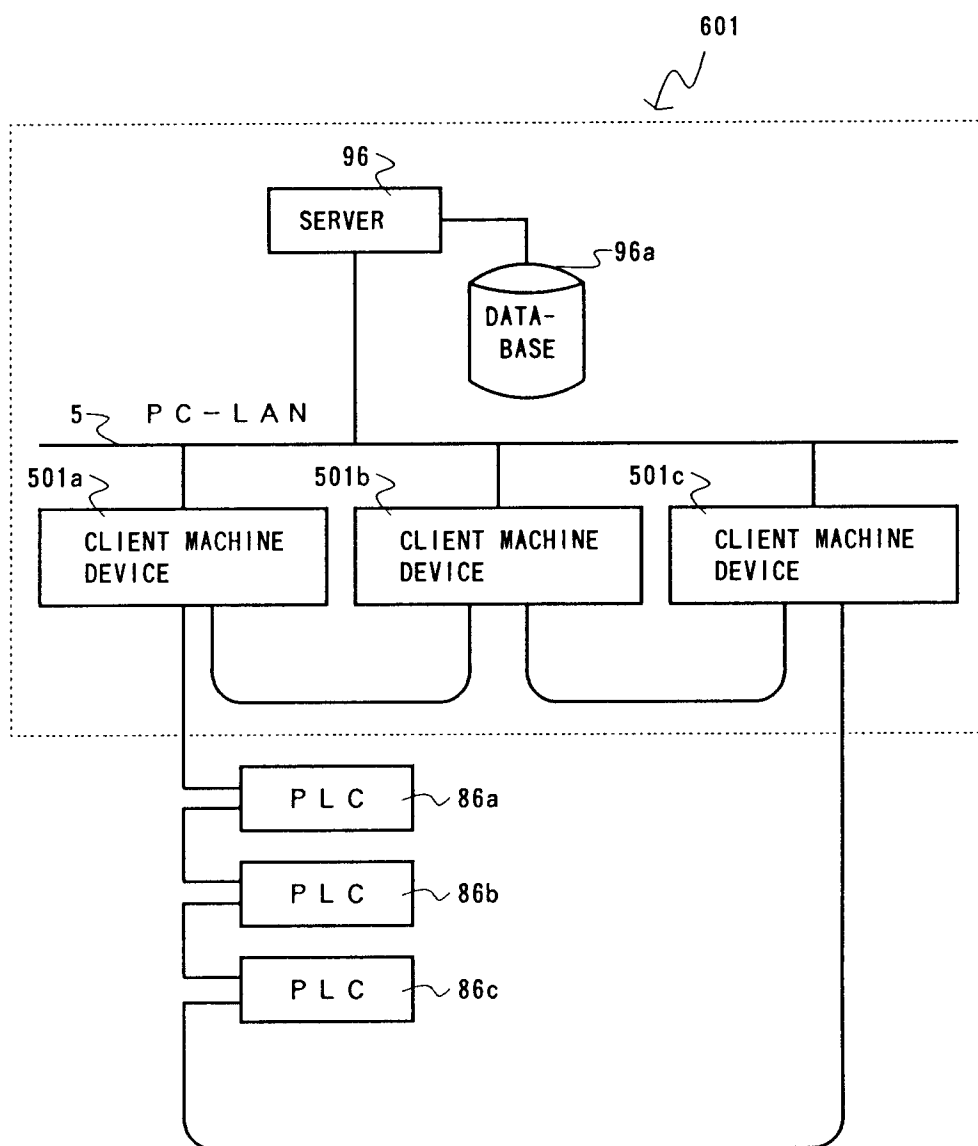 601
96
SERVER
96a
DATA-
BASE
5
PC-LAN
501a
501b
501c
CLIENT MACHINE
DEVICE
CLIENT MACHINE
DEVICE
CLIENT MACHINE
DEVICE
PLC
86a
PLC
86b
PLC
86c